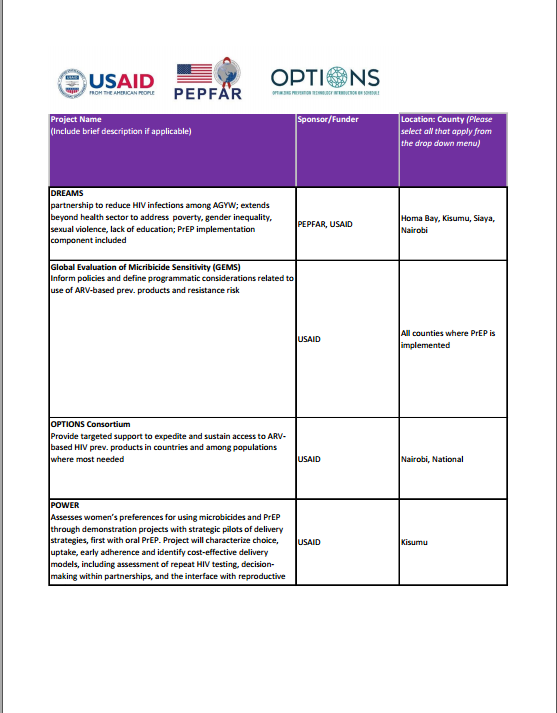 USAID
FROM THE AMERICAN PEOPLE
PEPFAR
OPTIONS
OPTIMIZING PREVENTION TECHNOLOGY INTRODUCTION ON SCHEDULE
Project Name
(Include brief description if applicable)
Sponsor/Funder
Location: County (Please
select all that apply from
the drop down menu)
DREAMS
partnership to reduce HIV infections among AGYW; extends
beyond health sector to address poverty, gender inequality,
sexual violence, lack of education; PrEP implementation
component included
PEPFAR, USAID
Homa Bay, Kisumu, Siaya,
Nairobi
Global Evaluation of Micribicide Sensitivity (GEMS)
Inform policies and define programmatic considerations related to
use of ARV-based prev. products and resistance risk
USAID
All counties where PrEP is
implemented
OPTIONS Consortium
Provide targeted support to expedite and sustain access to ARV-
based HIV prev. products in countries and among populations
where most needed
USAID
Nairobi, National
POWER
Assesses women's preferences for using microbicides and PrEP
through demonstration projects with strategic pilots of delivery
strategies, first with oral PrEP. Project will characterize choice,
uptake, early adherence and identify cost-effective delivery
models, including assessment of repeat HIV testing, decision-
making within partnerships, and the interface with reproductive
USAID
Kisumu